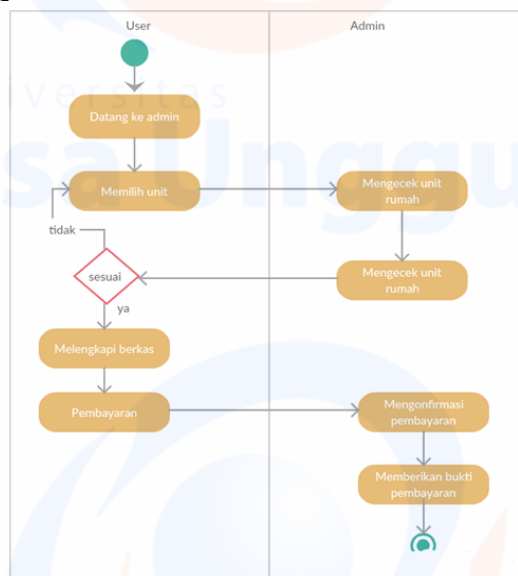 User
Admin
Datang ke admin
Memilih unit
Mengecek unit
rumah
tidak
sesuai
Mengecek unit
rumah
ya
Melengkapi berkas
Pembayaran
Mengonfirmasi
pembayaran
Memberikan bukti
pembayaran